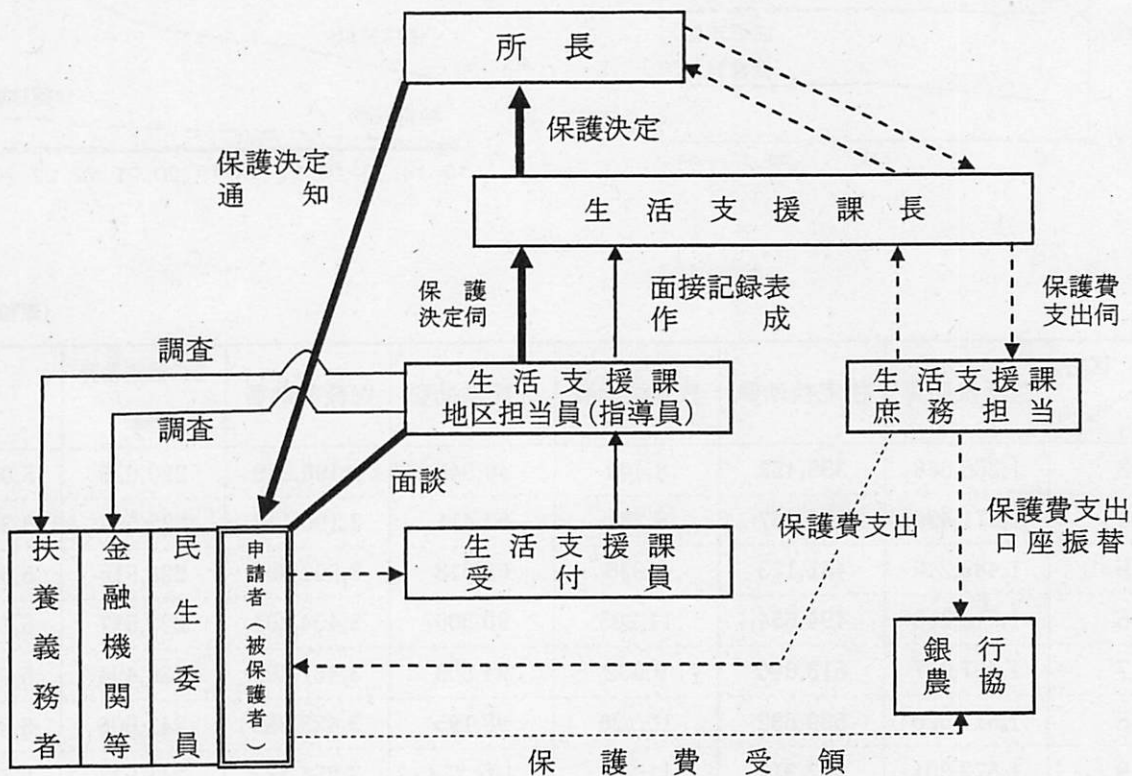 所長
保護決定
保護決定
通知
生活支援課長
保護
決定伺
面接記録表
作成
保護費
支出伺
調査
調査
生活支援課
地区担当員(指導員)
生活支援課
庶務担当
面談
保護費支出
保護費支出
口座振替
生活支援課
受付員
扶養義務者
金融機関等
民生委員
申請者(被保護者)
銀行
農協
保護費受領